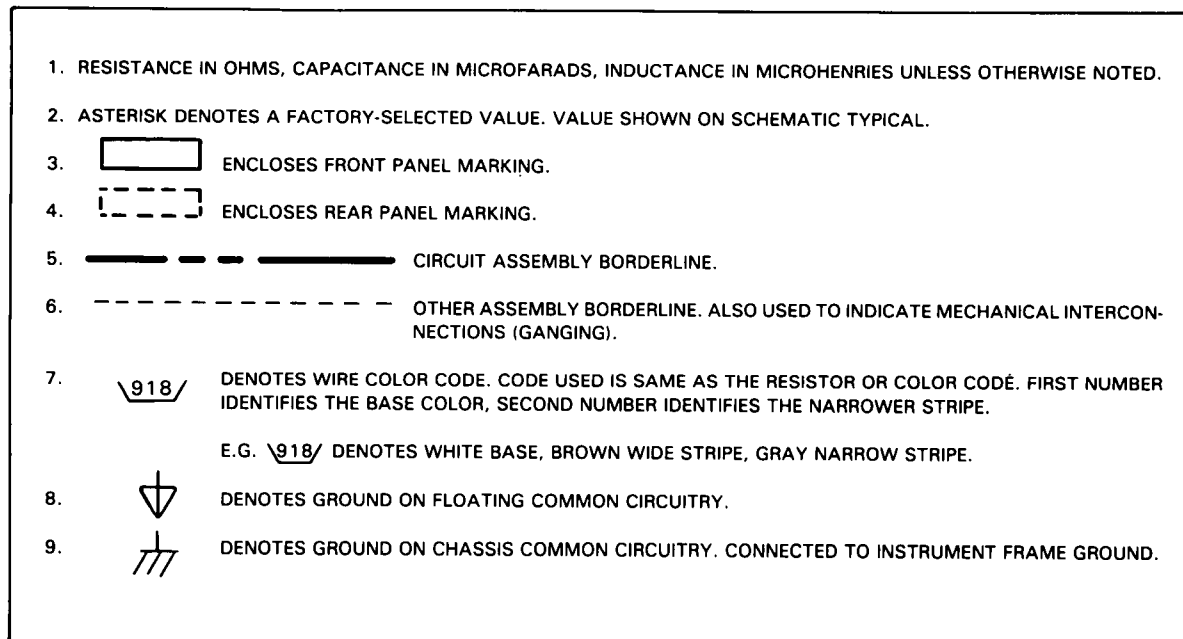 1. RESISTANCE IN OHMS, CAPACITANCE IN MICROFARADS, INDUCTANCE IN MICROHENRIES UNLESS OTHERWISE NOTED.
2. ASTERISK DENOTES A FACTORY-SELECTED VALUE. VALUE SHOWN ON SCHEMATIC TYPICAL.
3. ENCLOSES FRONT PANEL MARKING.
4. ENCLOSES REAR PANEL MARKING.
5. CIRCUIT ASSEMBLY BORDERLINE.
6. OTHER ASSEMBLY BORDERLINE. ALSO USED TO INDICATE MECHANICAL INTERCON-
NECTIONS (GANGING).
7. 918 DENOTES WIRE COLOR CODE. CODE USED IS SAME AS THE RESISTOR OR COLOR CODE. FIRST NUMBER
IDENTIFIES THE BASE COLOR, SECOND NUMBER IDENTIFIES THE NARROWER STRIPE.
E.G. 918 DENOTES WHITE BASE, BROWN WIDE STRIPE, GRAY NARROW STRIPE.
8. DENOTES GROUND ON FLOATING COMMON CIRCUITRY.
9. DENOTES GROUND ON CHASSIS COMMON CIRCUITRY. CONNECTED TO INSTRUMENT FRAME GROUND.